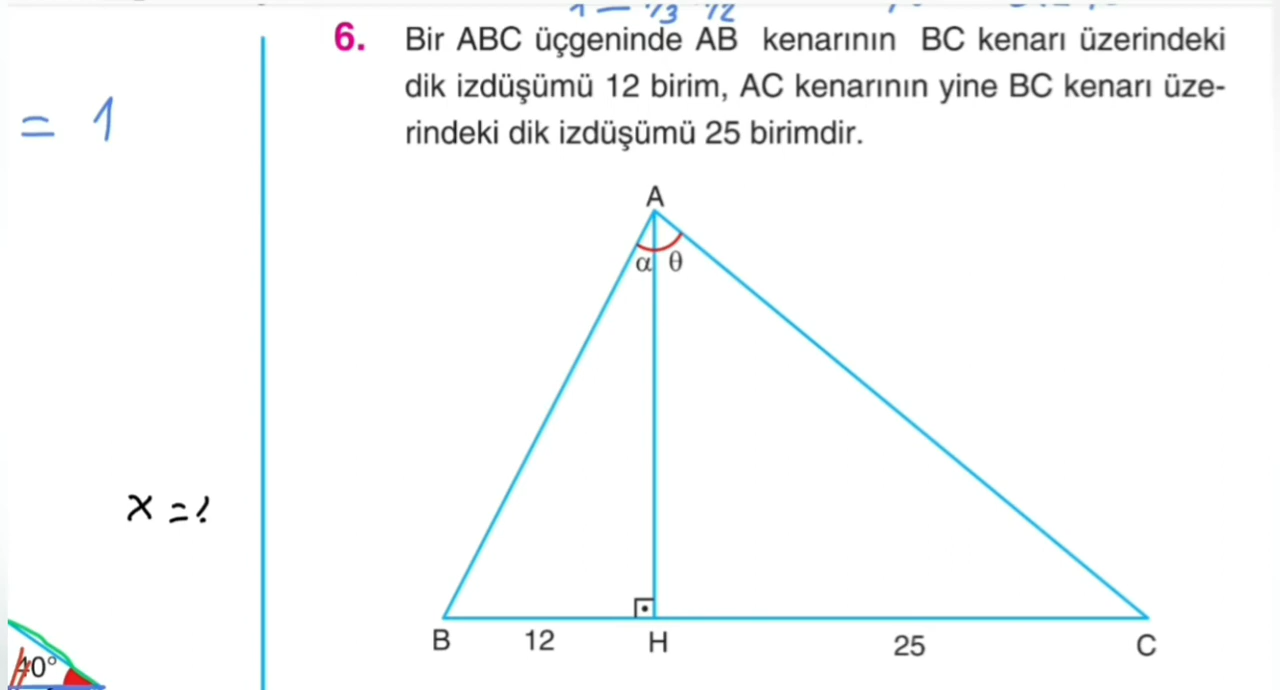 6. Bir ABC üçgeninde AB kenarının BC kenarı üzerindeki
dik izdüşümü 12 birim, AC kenarının yine BC kenarı üze-
rindeki dik izdüşümü 25 birimdir.
= 1
A
α θ
x = ?
B 12 H 25 C
40°